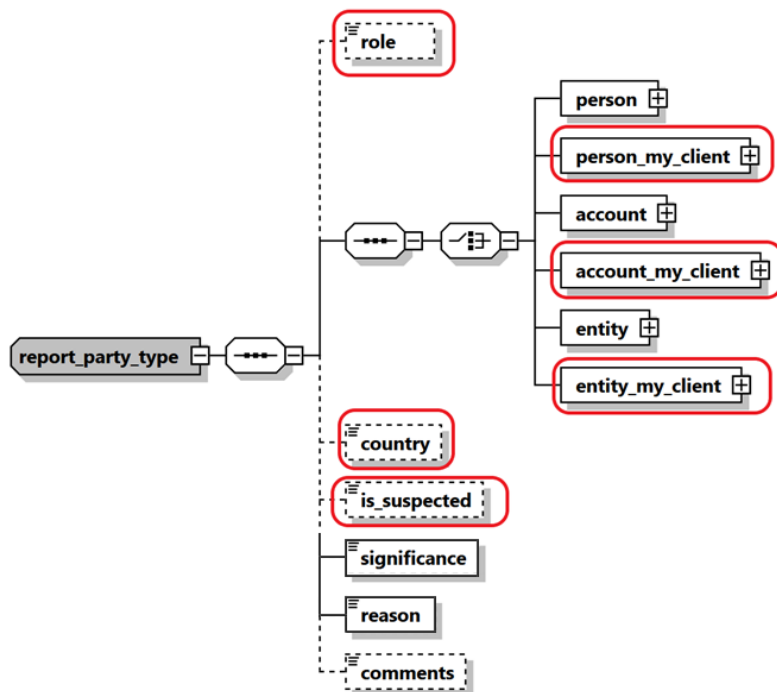 role
person
person_my_client
account
account_my_client
entity
entity_my_client
report_party_type
country
is_suspected
significance
reason
comments